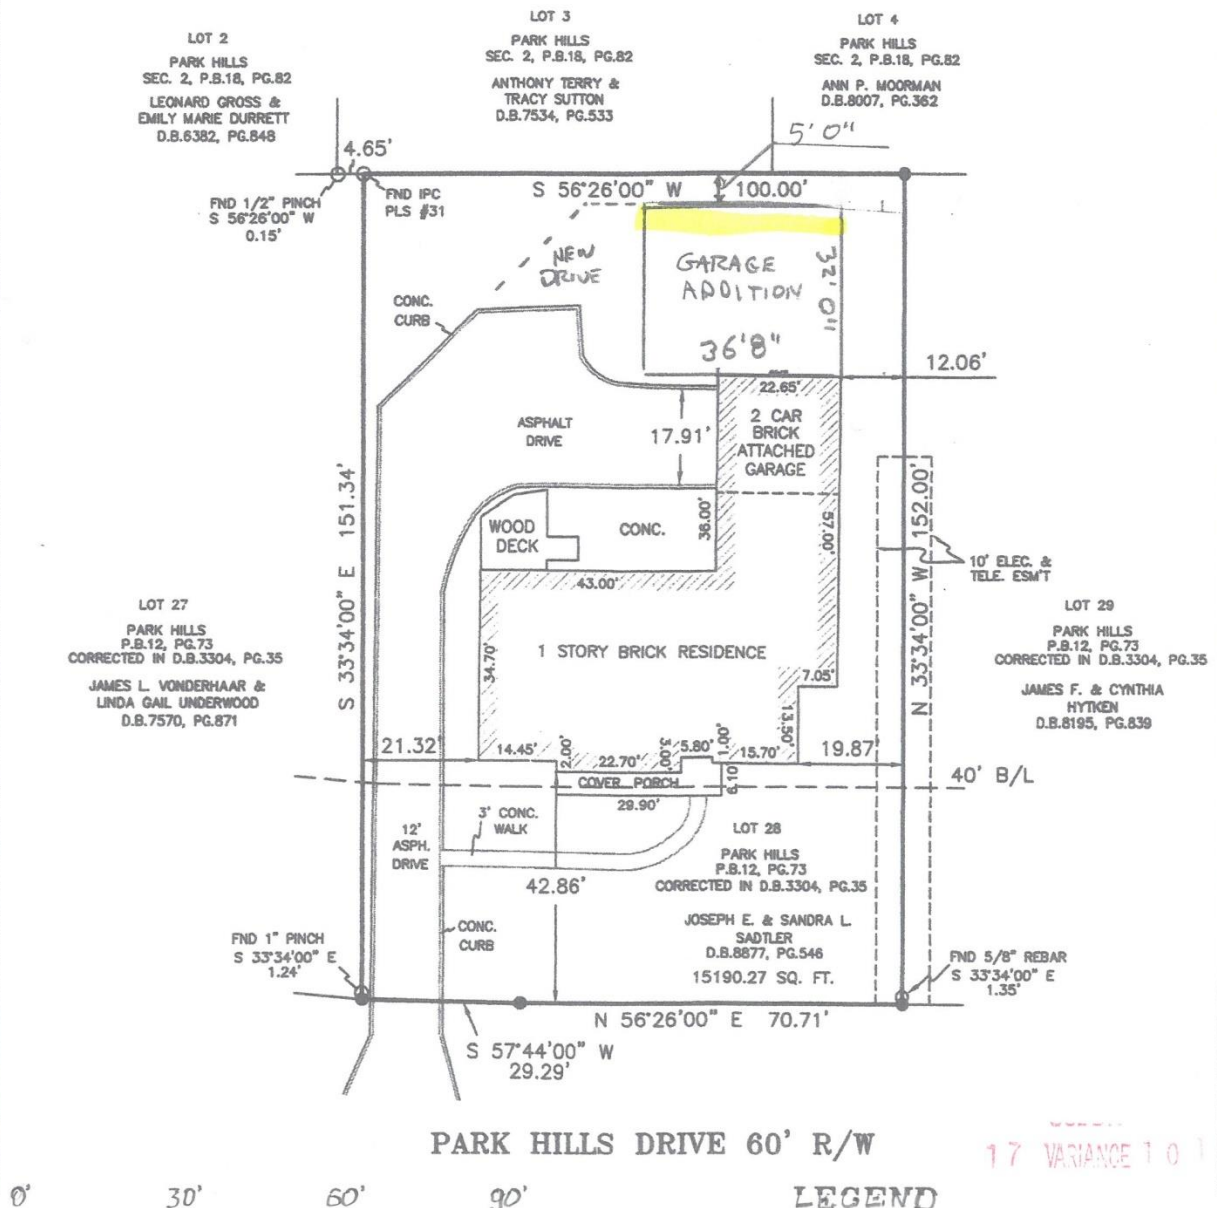 LOT 2
PARK HILLS
SEC. 2, P.B.18, PG.82
LEONARD GROSS &
EMILY MARIE DURRETT
D.B.6382, PG.848
LOT 3
PARK HILLS
SEC. 2, P.B.18, PG.82
ANTHONY TERRY &
TRACY SUTTON
D.B.7534, PG.533
LOT 4
PARK HILLS
SEC. 2, P.B.18, PG.82
ANN P. MOORMAN
D.B.8007, PG.362
5' 0"
4.65'
FND 1/2" PINCH
S 56°26'00" W
0.15'
FND IPC
PLS #31
S 56°26'00" W 100.00'
NEW
DRIVE
GARAGE
ADDITION
32' 0"
36'8"
CONC.
CURB
12.06'
22.65'
2 CAR
BRICK
ATTACHED
GARAGE
ASPHALT
DRIVE
17.91'
S 33°34'00" E 151.34'
WOOD
DECK
CONC.
36.00'
57.00'
N 33°34'00" W 152.00'
10' ELEC. &
TELE. ESM'T
43.00'
LOT 27
PARK HILLS
P.B.12, PG.73
CORRECTED IN D.B.3304, PG.35
JAMES L. VONDERHAAR &
LINDA GAIL UNDERWOOD
D.B.7570, PG.871
34.70'
1 STORY BRICK RESIDENCE
7.05'
13.50'
LOT 29
PARK HILLS
P.B.12, PG.73
CORRECTED IN D.B.3304, PG.35
JAMES F. & CYNTHIA
HYTKEN
D.B.8195, PG.839
21.32'
14.45'
2.00'
22.70'
3.00'
5.80'
1.00'
15.70'
19.87'
COVER PORCH
6.10'
29.90'
40' B/L
3' CONC.
WALK
12'
ASPH.
DRIVE
42.86'
LOT 28
PARK HILLS
P.B.12, PG.73
CORRECTED IN D.B.3304, PG.35
JOSEPH E. & SANDRA L.
SADTLER
D.B.8877, PG.546
15190.27 SQ. FT.
CONC.
CURB
FND 1" PINCH
S 33°34'00" E
1.24'
FND 5/8" REBAR
S 33°34'00" E
1.35'
N 56°26'00" E 70.71'
S 57°44'00" W
29.29'
PARK HILLS DRIVE 60' R/W
17 VARIANCE 10
0' 30' 60' 90'
LEGEND